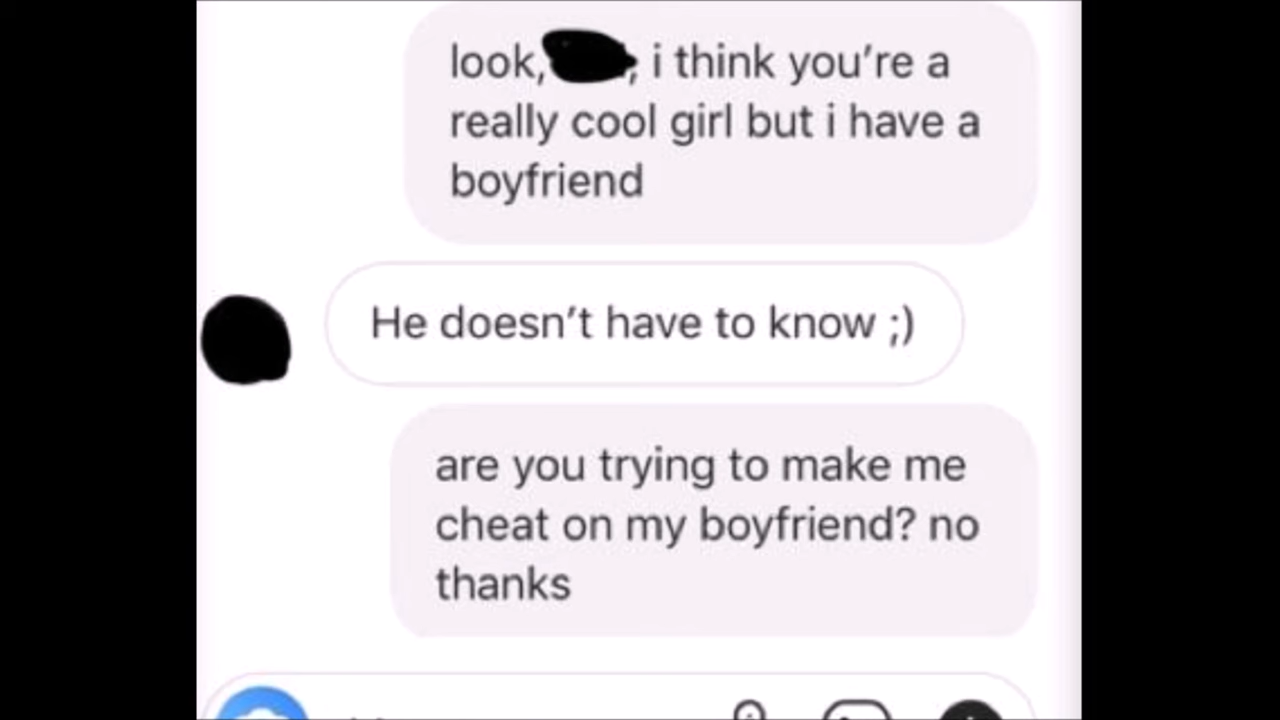 look, , i think you're a
really cool girl but i have a
boyfriend
He doesn't have to know ;)
are you trying to make me
cheat on my boyfriend? no
thanks